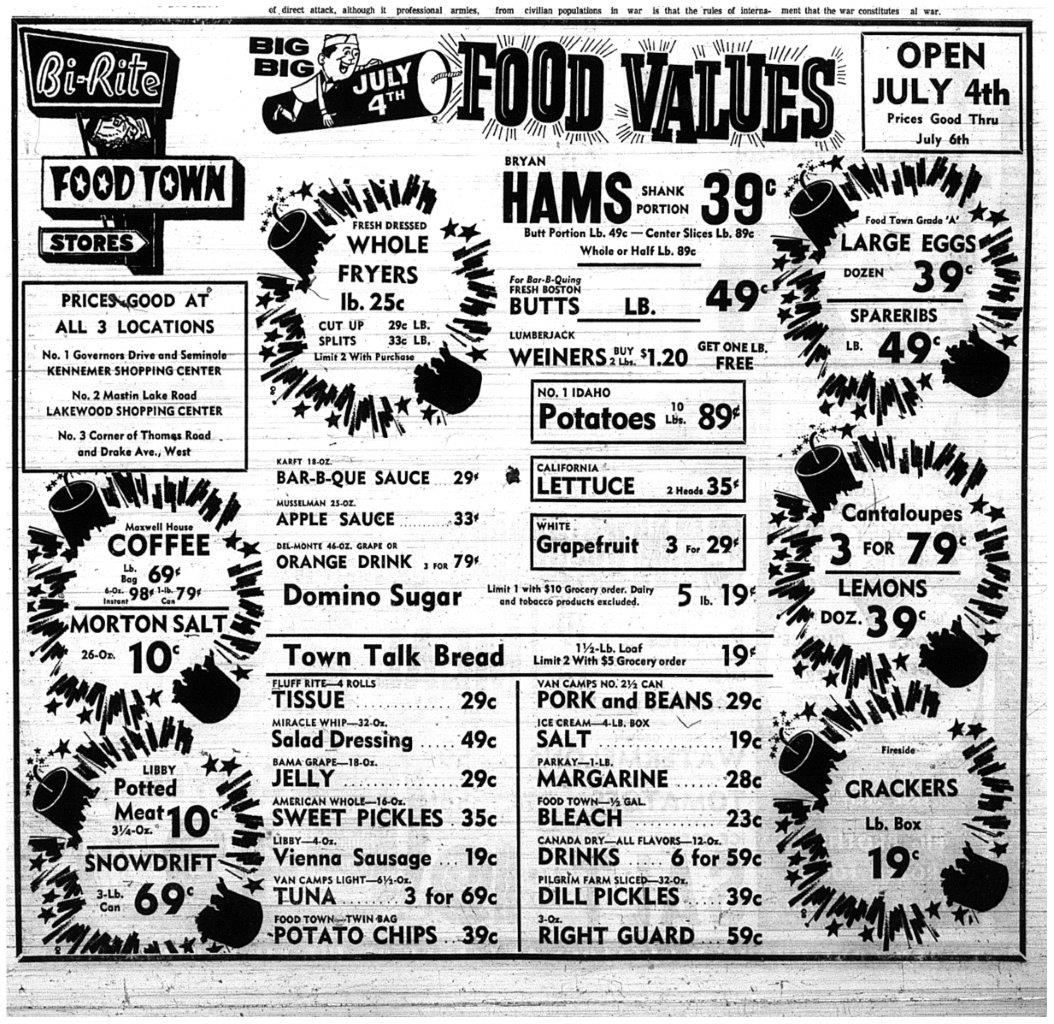 of direct attack, although it professional armies, from civilian populations in war is that the rules of interna- ment that the war constitutes al war.
Bi-Rite
FOOD TOWN
STORES
BIG
BIG
JULY
4TH
FOOD VALUES
OPEN
JULY 4th
Prices Good Thru
July 6th
PRICES GOOD AT
ALL 3 LOCATIONS
No. 1 Governors Drive and Seminole
KENNEMER SHOPPING CENTER
No. 2 Mastin Lake Road
LAKEWOOD SHOPPING CENTER
No. 3 Corner of Thomas Road
and Drake Ave., West
FRESH DRESSED
WHOLE
FRYERS
lb. 25c
CUT UP 29c LB.
SPLITS 33c LB.
Limit 2 With Purchase
BRYAN
HAMS SHANK PORTION 39c
Butt Portion Lb. 49c — Center Slices Lb. 89c
Whole or Half Lb. 89c
For Bar-B-Quing
FRESH BOSTON
BUTTS LB. 49c
LUMBERJACK
WEINERS BUY 2 Lbs. $1.20 GET ONE LB. FREE
Food Town Grade 'A'
LARGE EGGS
DOZEN 39c
SPARERIBS
LB. 49c
NO. 1 IDAHO
Potatoes 10 Lbs. 89¢
CALIFORNIA
LETTUCE 2 Heads 35¢
WHITE
Grapefruit 3 For 29¢
KARFT 18-OZ.
BAR-B-QUE SAUCE 29¢
MUSSELMAN 25-OZ.
APPLE SAUCE ........ 33¢
DEL-MONTE 46-OZ. GRAPE OR
ORANGE DRINK 3 FOR 79¢
Domino Sugar Limit 1 with $10 Grocery order. Dairy and tobacco products excluded. 5 lb. 19¢
Town Talk Bread 1½-Lb. Loaf Limit 2 With $5 Grocery order 19¢
Maxwell House
COFFEE
Lb. Bag 69¢
6-Oz. Instant 98¢ 1-lb. Can 79¢
MORTON SALT
26-Oz. 10c
Cantaloupes
3 FOR 79c
LEMONS
DOZ. 39c
LIBBY
Potted
Meat 10c
3¼-Oz.
SNOWDRIFT
3-Lb. Can 69c
FLUFF RITE—4 ROLLS
TISSUE ............ 29c
MIRACLE WHIP—32-Oz.
Salad Dressing ..... 49c
BAMA GRAPE—18-Oz.
JELLY ............ 29c
AMERICAN WHOLE—16-Oz.
SWEET PICKLES . 35c
LIBBY—4-Oz.
Vienna Sausage ... 19c
VAN CAMPS LIGHT—6½-Oz.
TUNA ...... 3 for 69c
FOOD TOWN—TWIN BAG
POTATO CHIPS .. 39c
VAN CAMPS NO. 2½ CAN
PORK and BEANS . 29c
ICE CREAM—4-LB. BOX
SALT ............ 19c
PARKAY—1-LB.
MARGARINE ...... 28c
FOOD TOWN—½ GAL.
BLEACH .......... 23c
CANADA DRY—ALL FLAVORS—12-Oz.
DRINKS .... 6 for 59c
PILGRIM FARM SLICED—32-Oz.
DILL PICKLES .... 39c
3-Oz.
RIGHT GUARD ... 59c
Fireside
CRACKERS
Lb. Box
19c